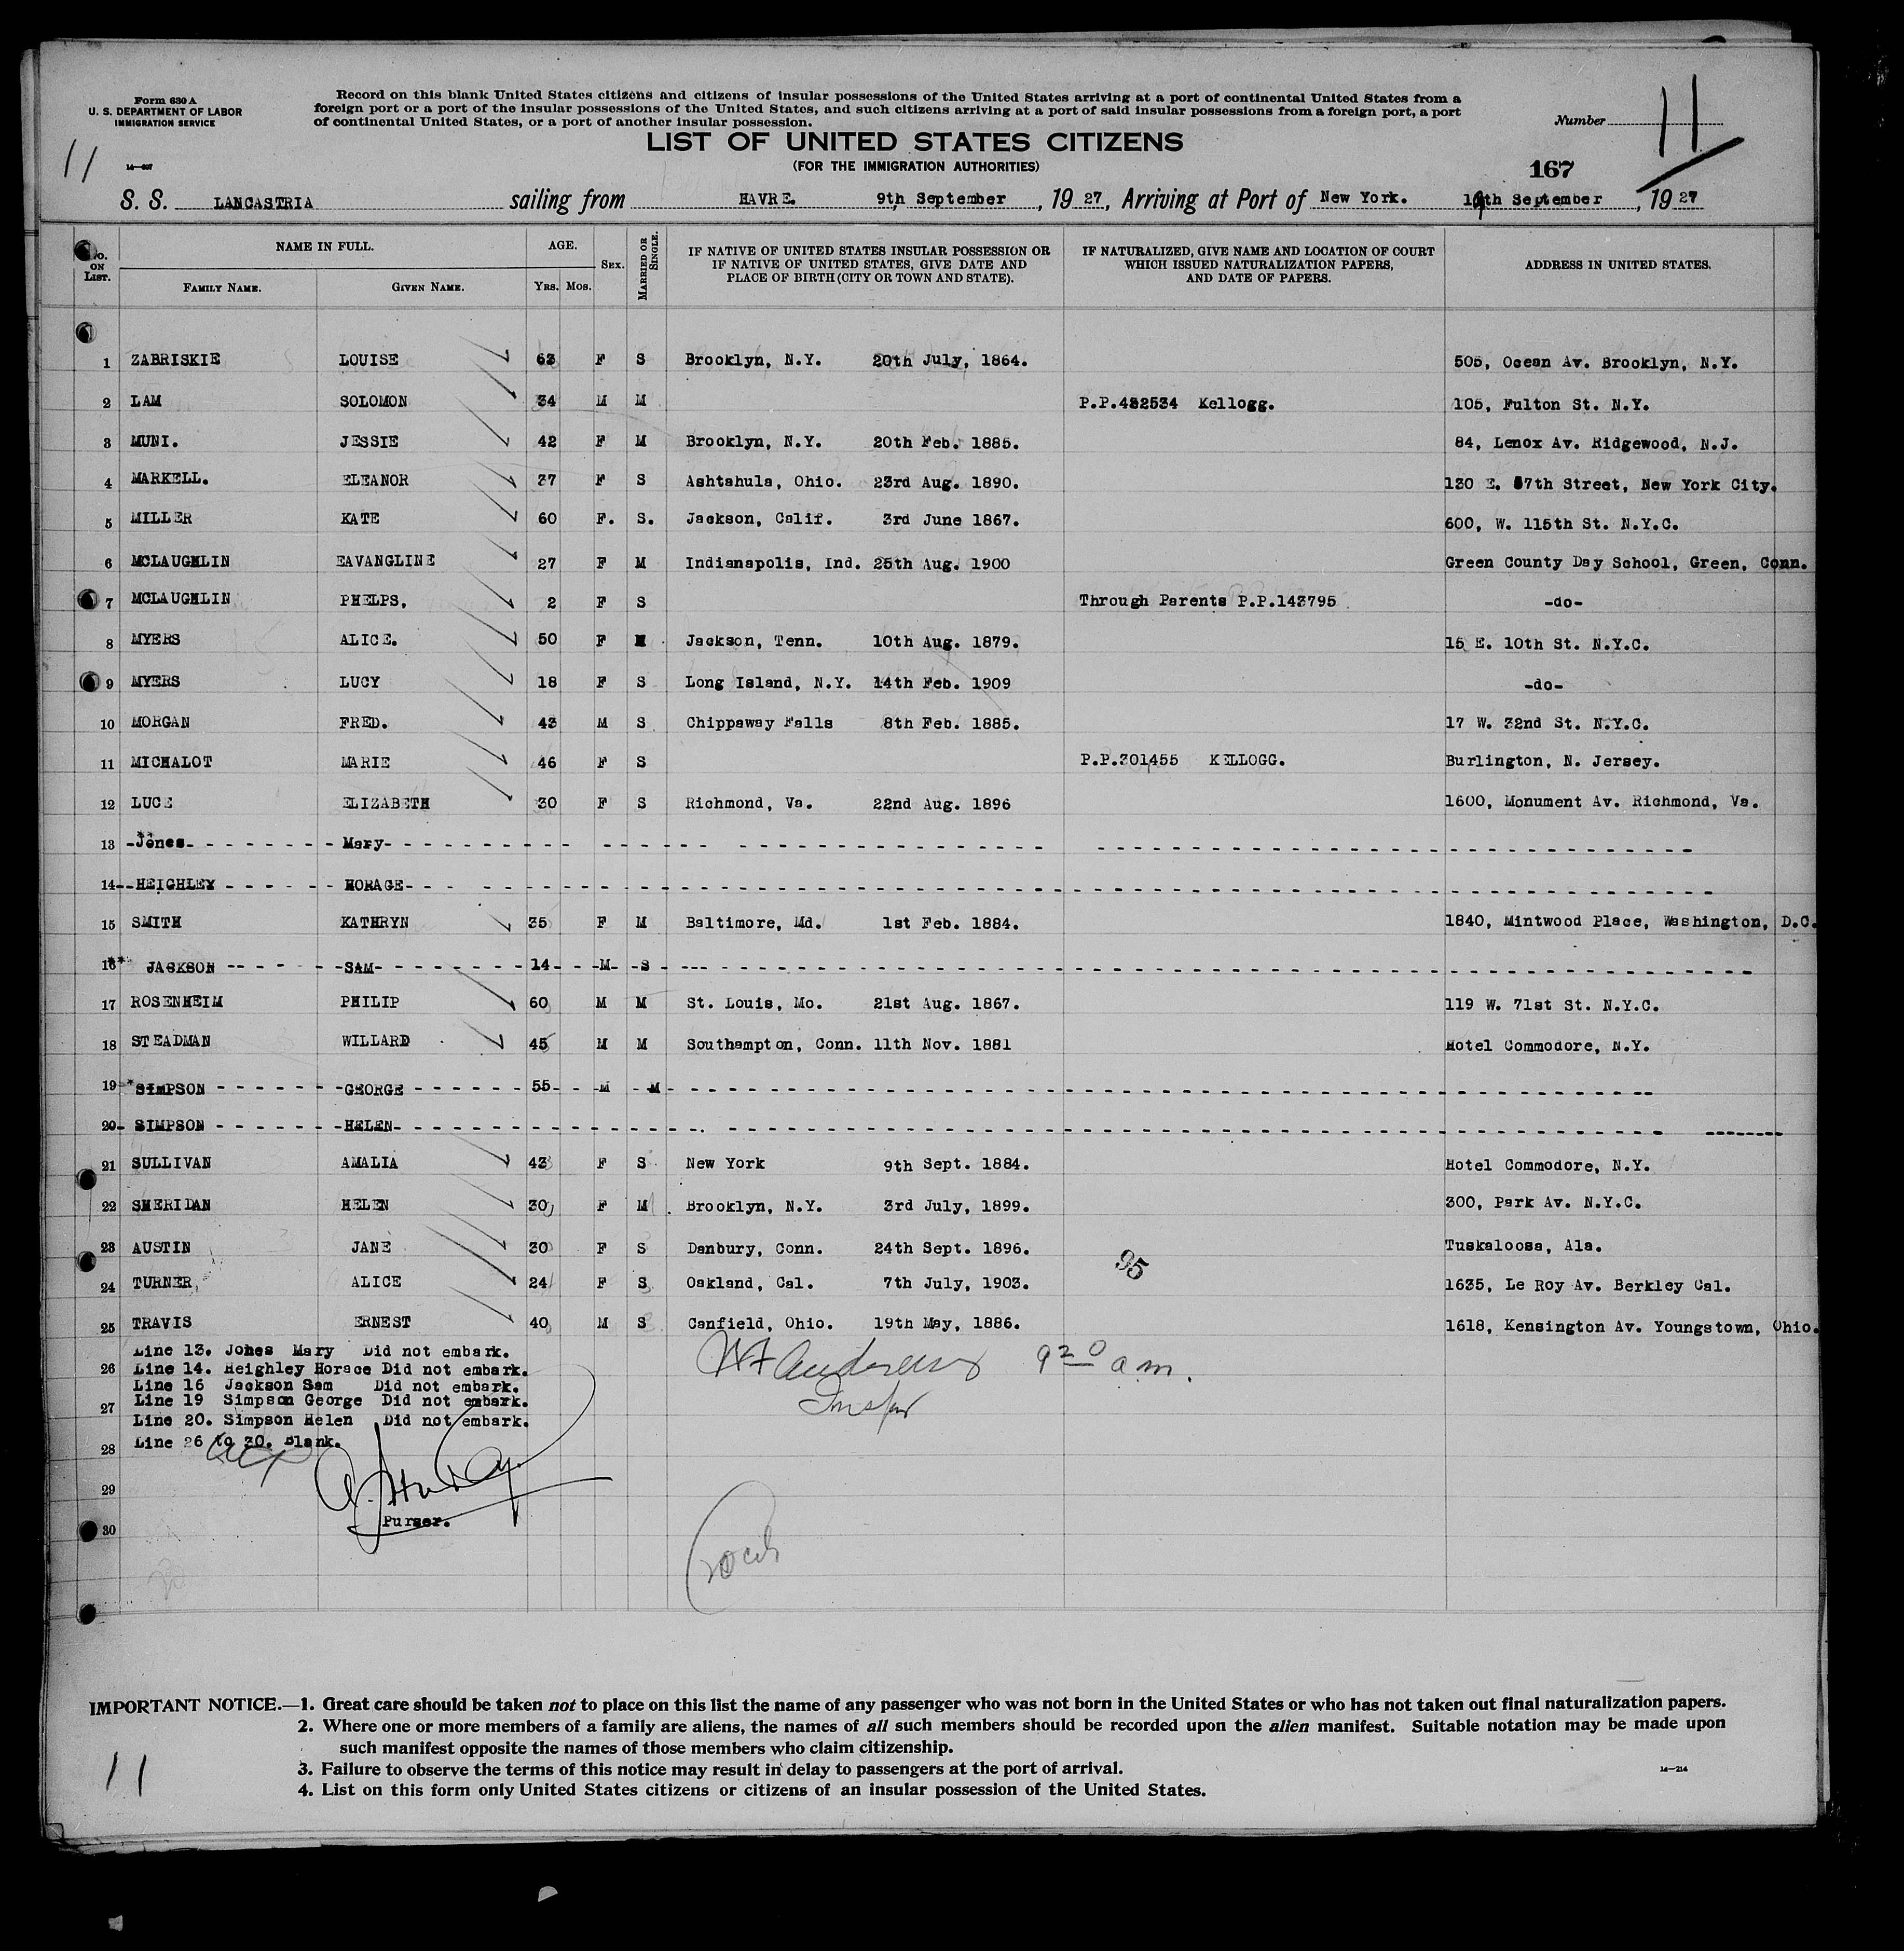 Form 630 A
U. S. DEPARTMENT OF LABOR
IMMIGRATION SERVICE
Record on this blank United States citizens and citizens of insular possessions of the United States arriving at a port of continental United States from a
foreign port or a port of the insular possessions of the United States, and such citizens arriving at a port of said insular possessions from a foreign port, a port
of continental United States, or a port of another insular possession.
Number 11
LIST OF UNITED STATES CITIZENS
(FOR THE IMMIGRATION AUTHORITIES)
11
167
S. S. LANCASTRIA sailing from HAVRE. 9th September, 1927, Arriving at Port of New York. September, 1927
No. ON LIST. NAME IN FULL. AGE. SEX. MARRIED OR SINGLE. IF NATIVE OF UNITED STATES INSULAR POSSESSION OR IF NATIVE OF UNITED STATES, GIVE DATE AND PLACE OF BIRTH (CITY OR TOWN AND STATE). IF NATURALIZED, GIVE NAME AND LOCATION OF COURT WHICH ISSUED NATURALIZATION PAPERS, AND DATE OF PAPERS. ADDRESS IN UNITED STATES.
FAMILY NAME. GIVEN NAME. YRS. MOS.
1 ZABRISKIE LOUISE 63 F S Brooklyn, N.Y. 20th July, 1864. 505, Ocean Av. Brooklyn, N.Y.
2 LAM SOLOMON 34 M M P.P.482534 Kellogg. 105, Fulton St. N.Y.
3 MUNI. JESSIE 42 F M Brooklyn, N.Y. 20th Feb. 1885. 84, Lenox Av. Ridgewood, N.J.
4 MARKELL. ELEANOR 37 F S Ashtahula, Ohio. 23rd Aug. 1890. 130 E. 57th Street, New York City.
5 MILLER KATE 60 F. S. Jackson, Calif. 3rd June 1867. 600, W. 115th St. N.Y.C.
6 MCLAUGHLIN EAVANGLINE 27 F M Indianapolis, Ind. 25th Aug. 1900 Green County Day School, Green, Conn.
7 MCLAUGHLIN PHELPS, 2 F S Through Parents P.P.143795 -do-
8 MYERS ALICE. 50 F Jackson, Tenn. 10th Aug. 1879. 15 E. 10th St. N.Y.C.
9 MYERS LUCY 18 F S Long Island, N.Y. 14th Feb. 1909 -do-
10 MORGAN FRED. 43 M S Chippaway Falls 8th Feb. 1885. 17 W. 32nd St. N.Y.C.
11 MICHALOT MARIE 46 F S P.P.301455 KELLOGG. Burlington, N. Jersey.
12 LUCE ELIZABETH 30 F S Richmond, Va. 22nd Aug. 1896 1600, Monument Av. Richmond, Va.
13 Jones Mary
14 HEIGHLEY HORACE
15 SMITH KATHRYN 35 F M Baltimore, Md. 1st Feb. 1884. 1840, Mintwood Place, Washington, D.C.
16 JACKSON SAM 14 M S
17 ROSENHEIM PHILIP 60 M M St. Louis, Mo. 21st Aug. 1867. 119 W. 71st St. N.Y.C.
18 STEADMAN WILLARD 45 M M Southampton, Conn. 11th Nov. 1881 Hotel Commodore, N.Y.
19 SIMPSON GEORGE 55 M M
20 SIMPSON HELEN
21 SULLIVAN AMALIA 43 F S New York 9th Sept. 1884. Hotel Commodore, N.Y.
22 SHERIDAN HELEN 30 F M Brooklyn, N.Y. 3rd July, 1899. 300, Park Av. N.Y.C.
23 AUSTIN JANE 30 F S Danbury, Conn. 24th Sept. 1896. Tuskaloosa, Ala.
95
24 TURNER ALICE 24 F S Oakland, Cal. 7th July, 1903. 1635, Le Roy Av. Berkley Cal.
25 TRAVIS ERNEST 40 M S Canfield, Ohio. 19th May, 1886. 1618, Kensington Av. Youngstown, Ohio.
Line 13. Jones Mary Did not embark.
26 Line 14. Heighley Horace Did not embark.
Line 16 Jackson Sam Did not embark.
27 Line 19 Simpson George Did not embark.
Line 20. Simpson Helen Did not embark.
28 Line 26 to 30. Blank.
920 am.
29
Purser.
30
IMPORTANT NOTICE.—1. Great care should be taken not to place on this list the name of any passenger who was not born in the United States or who has not taken out final naturalization papers.
2. Where one or more members of a family are aliens, the names of all such members should be recorded upon the alien manifest. Suitable notation may be made upon
such manifest opposite the names of those members who claim citizenship.
3. Failure to observe the terms of this notice may result in delay to passengers at the port of arrival.
4. List on this form only United States citizens or citizens of an insular possession of the United States.
11
14—214